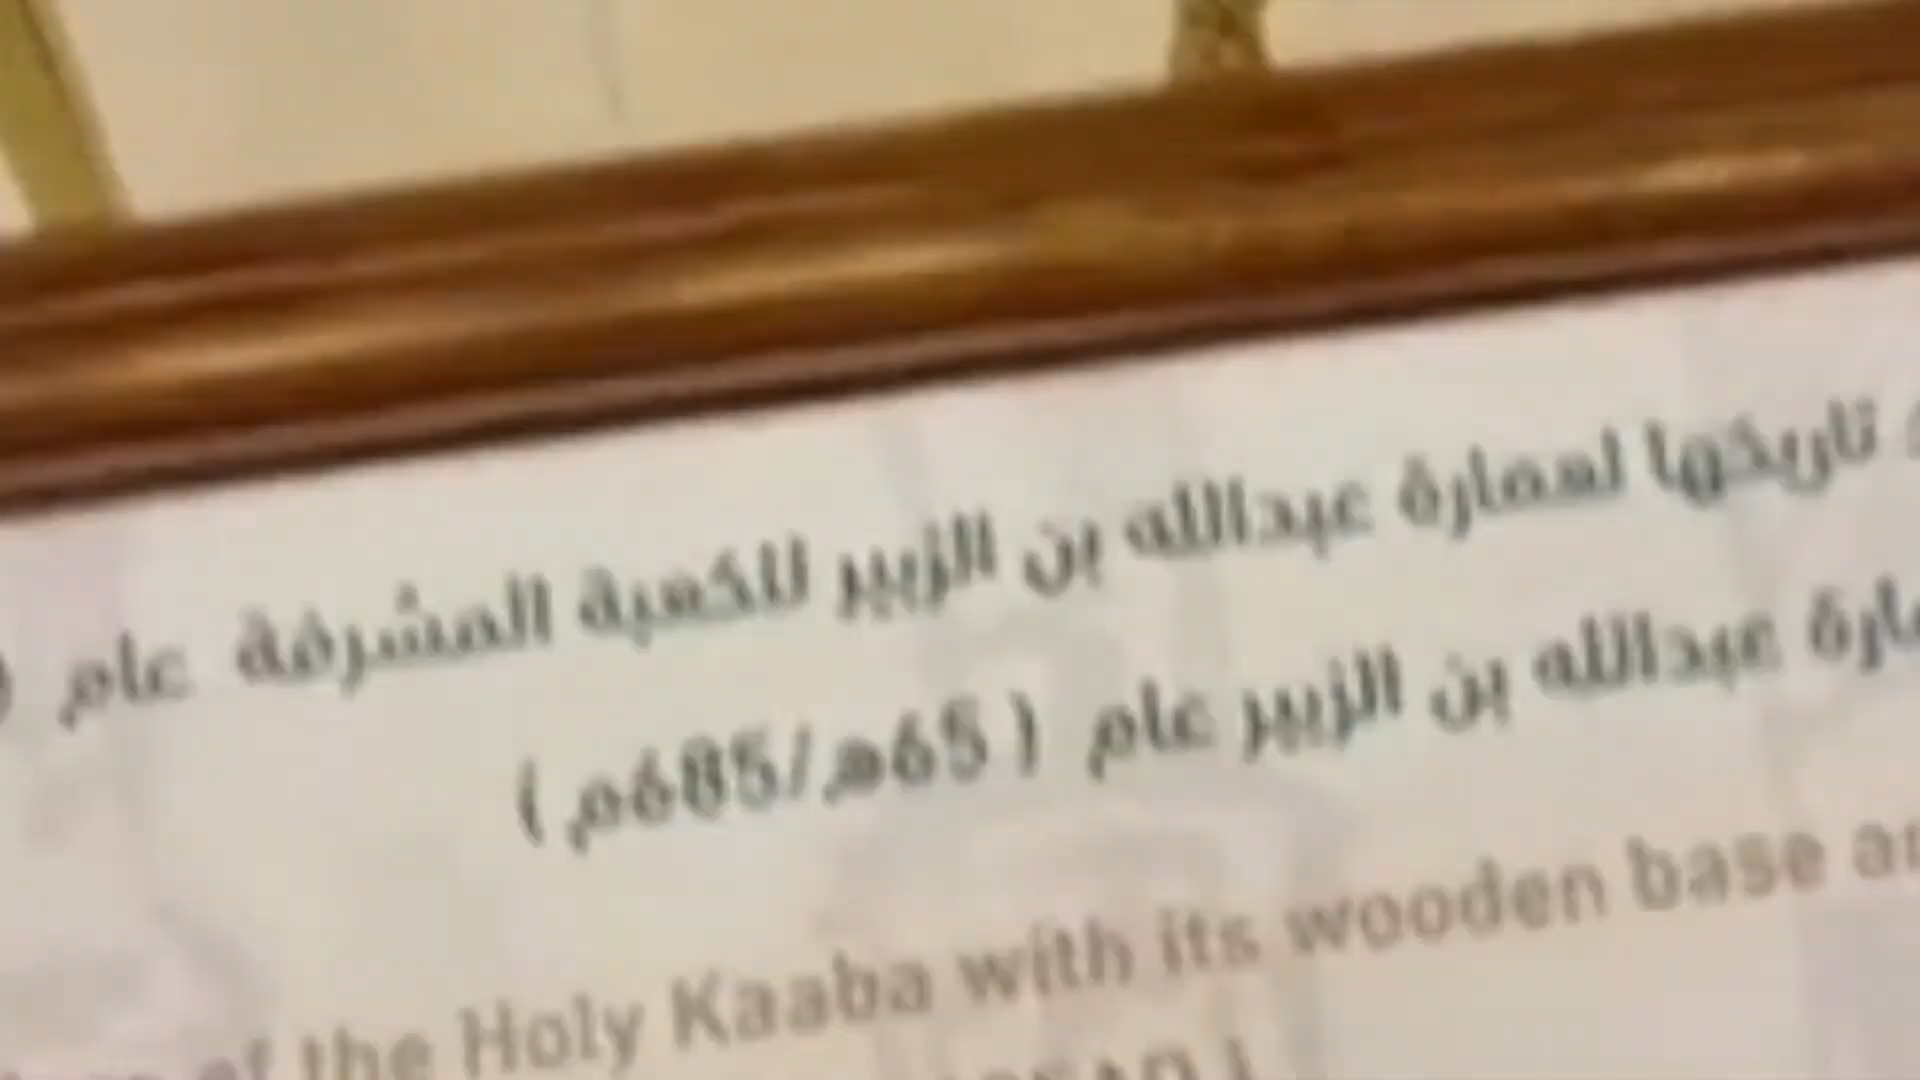 تاريخها لعمارة عبدالله بن الزبير للكعبة المشرفة عام (
عبدالله بن الزبير عام ( 65هـ/685م )
of the Holy Kaaba with its wooden base